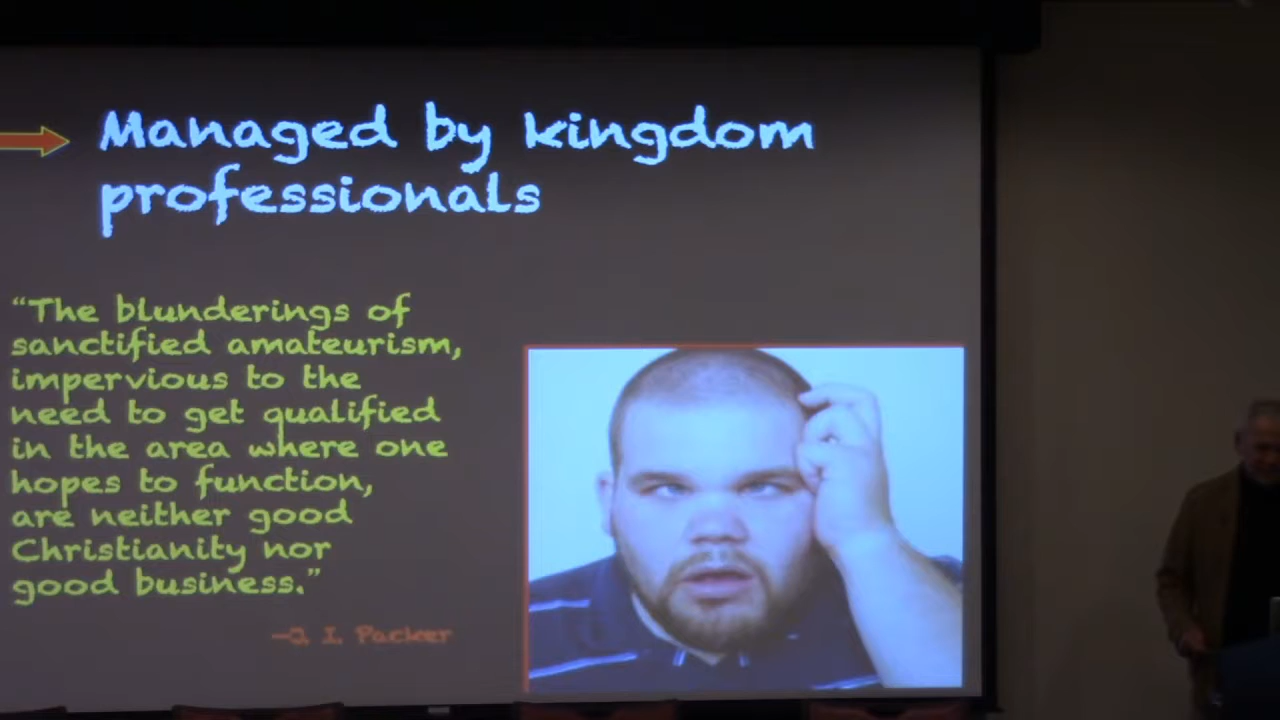 Managed by kingdom
professionals
“The blunderings of
sanctified amateurism,
impervious to the
need to get qualified
in the area where one
hopes to function,
are neither good
Christianity nor
good business.”
—J. I. Packer